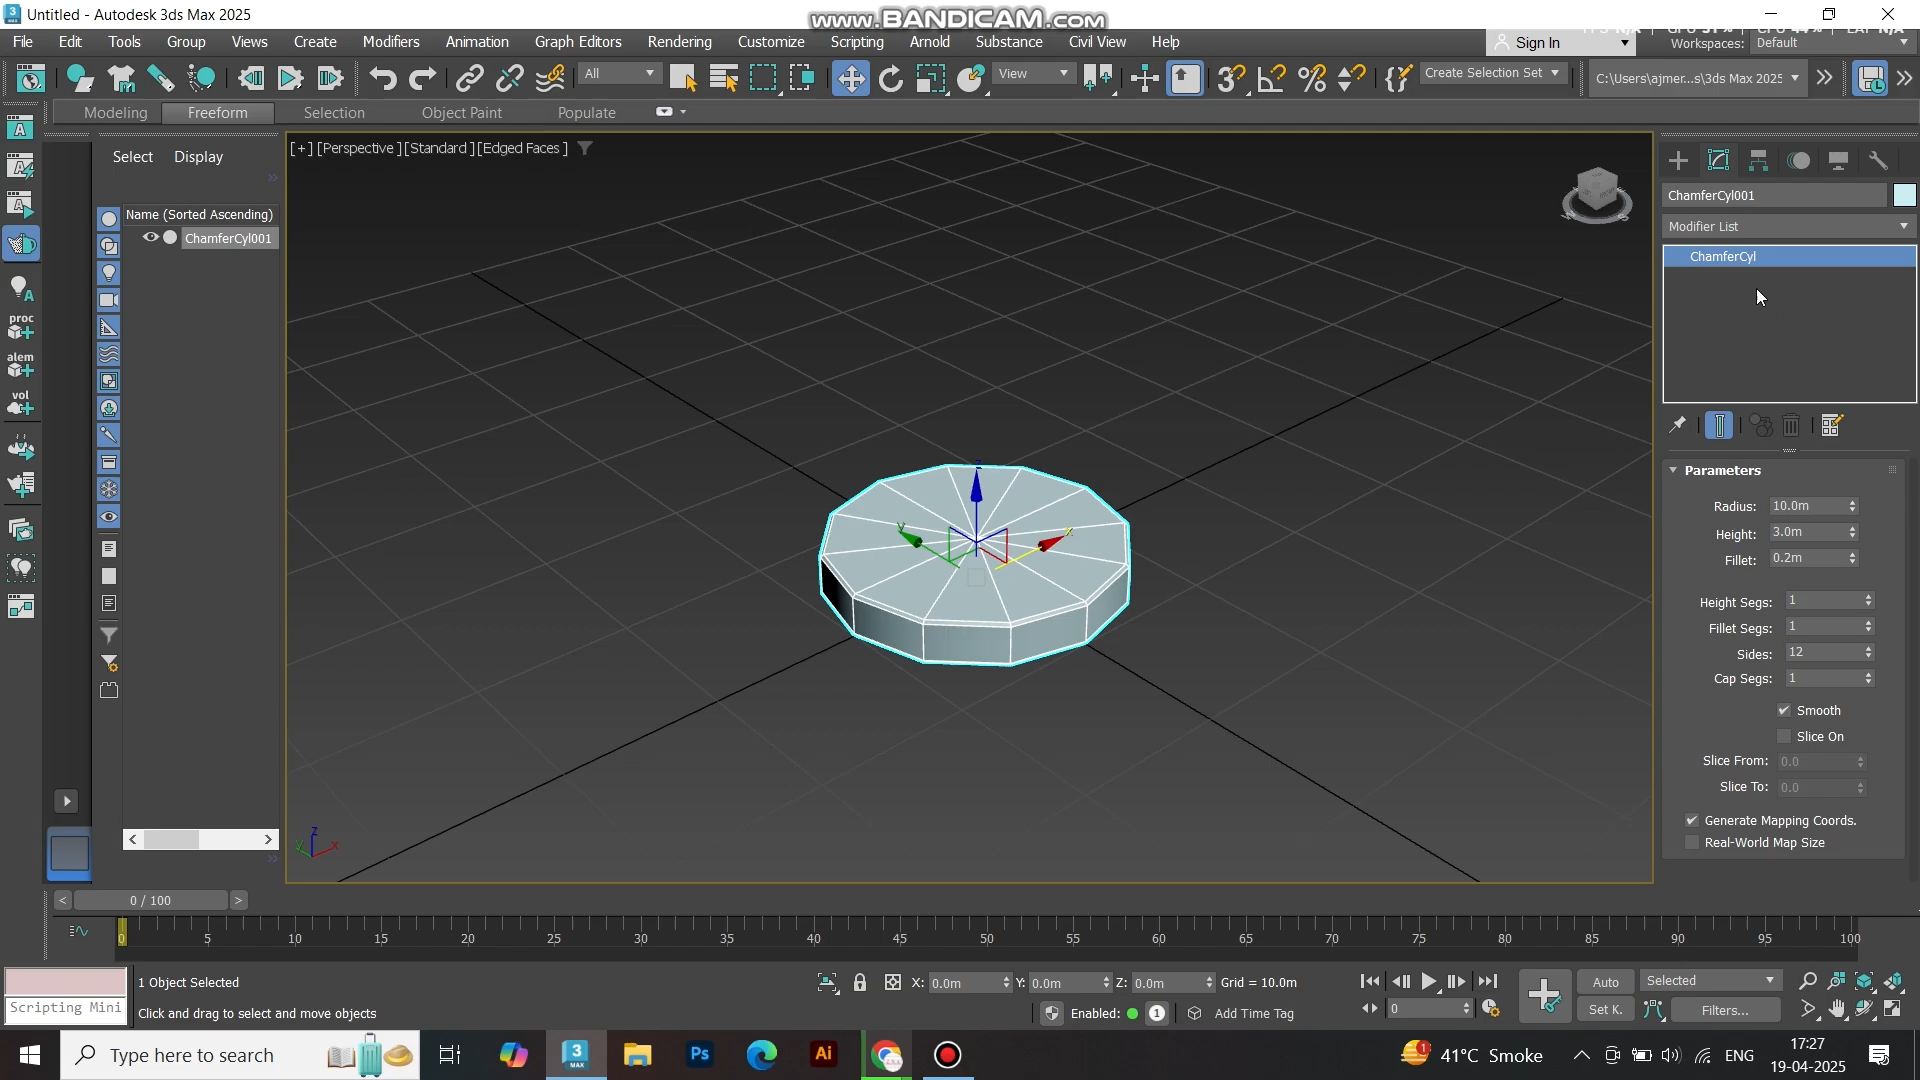 Untitled - Autodesk 3ds Max 2025
www.BANDICAM.com
File Edit Tools Group Views Create Modifiers Animation Graph Editors Rendering Customize Scripting Arnold Substance Civil View Help
Sign In
Workspaces: Default
All
View
Create Selection Set
C:\Users\ajmer...s\3ds Max 2025
Modeling Freeform Selection Object Paint Populate
Select Display
[+] [Perspective ] [Standard ] [Edged Faces ]
Name (Sorted Ascending)
ChamferCyl001
proc
alem
vol
ChamferCyl001
Modifier List
ChamferCyl
Parameters
Radius: 10.0m
Height: 3.0m
Fillet: 0.2m
Height Segs: 1
Fillet Segs: 1
Sides: 12
Cap Segs: 1
Smooth
Slice On
Slice From: 0.0
Slice To: 0.0
Generate Mapping Coords.
Real-World Map Size
z
y
x
z
y
x
< 0 / 100 >
0 5 10 15 20 25 30 35 40 45 50 55 60 65 70 75 80 85 90 95 100
1 Object Selected
X: 0.0m Y: 0.0m Z: 0.0m Grid = 10.0m
Auto Selected
Scripting Mini
Click and drag to select and move objects
Enabled: 1 Add Time Tag
0
Set K. Filters...
Type here to search
3
MAX
Ps
Ai
1
41°C Smoke
ENG
17:27
19-04-2025